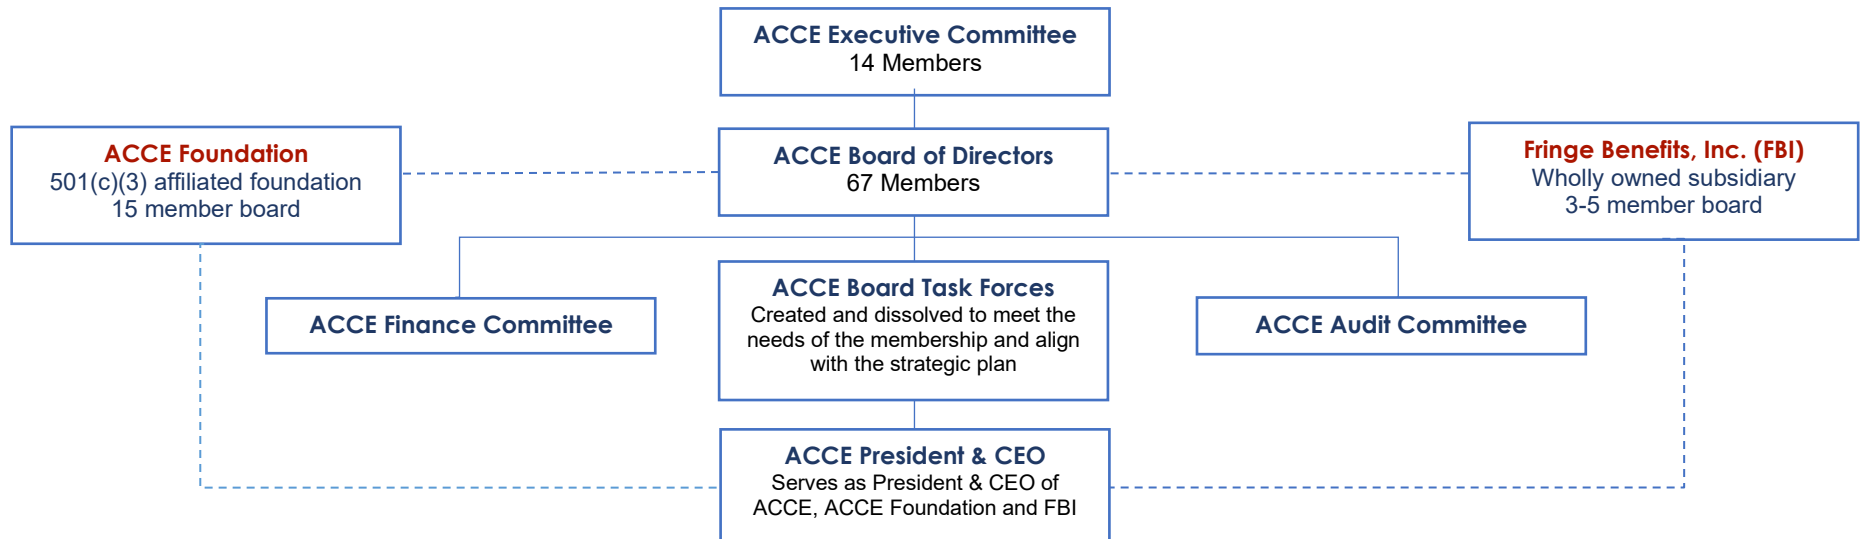 ACCE Executive Committee
14 Members
ACCE Foundation
501(c)(3) affiliated foundation
15 member board
ACCE Board of Directors
67 Members
Fringe Benefits, Inc. (FBI)
Wholly owned subsidiary
3-5 member board
ACCE Finance Committee
ACCE Board Task Forces
Created and dissolved to meet the
needs of the membership and align
with the strategic plan
ACCE Audit Committee
ACCE President & CEO
Serves as President & CEO of
ACCE, ACCE Foundation and FBI